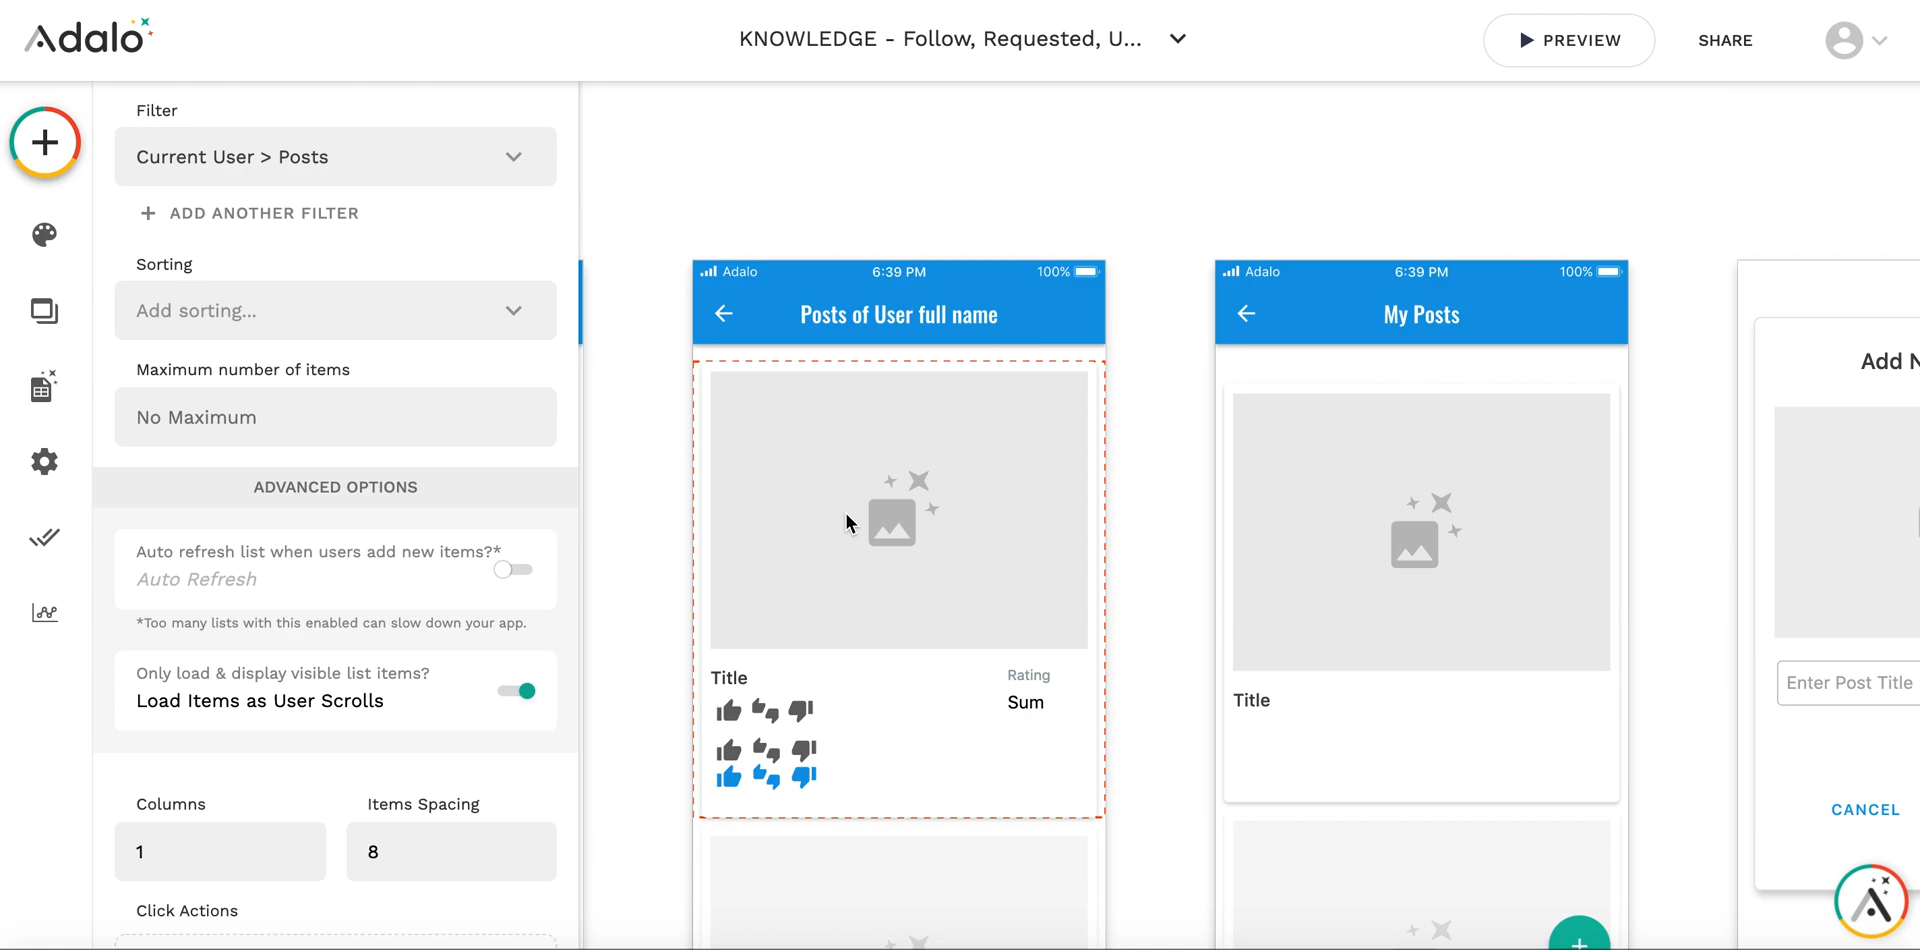 Adalo
KNOWLEDGE - Follow, Requested, U...
PREVIEW
SHARE
Filter
Current User > Posts
ADD ANOTHER FILTER
Sorting
Add sorting...
Maximum number of items
No Maximum
ADVANCED OPTIONS
Auto refresh list when users add new items?*
Auto Refresh
*Too many lists with this enabled can slow down your app.
Only load & display visible list items?
Load Items as User Scrolls
Columns
Items Spacing
1
8
Click Actions
Adalo
6:39 PM
100%
Posts of User full name
Title
Rating
Sum
Adalo
6:39 PM
100%
My Posts
Title
Add N
Enter Post Title
CANCEL